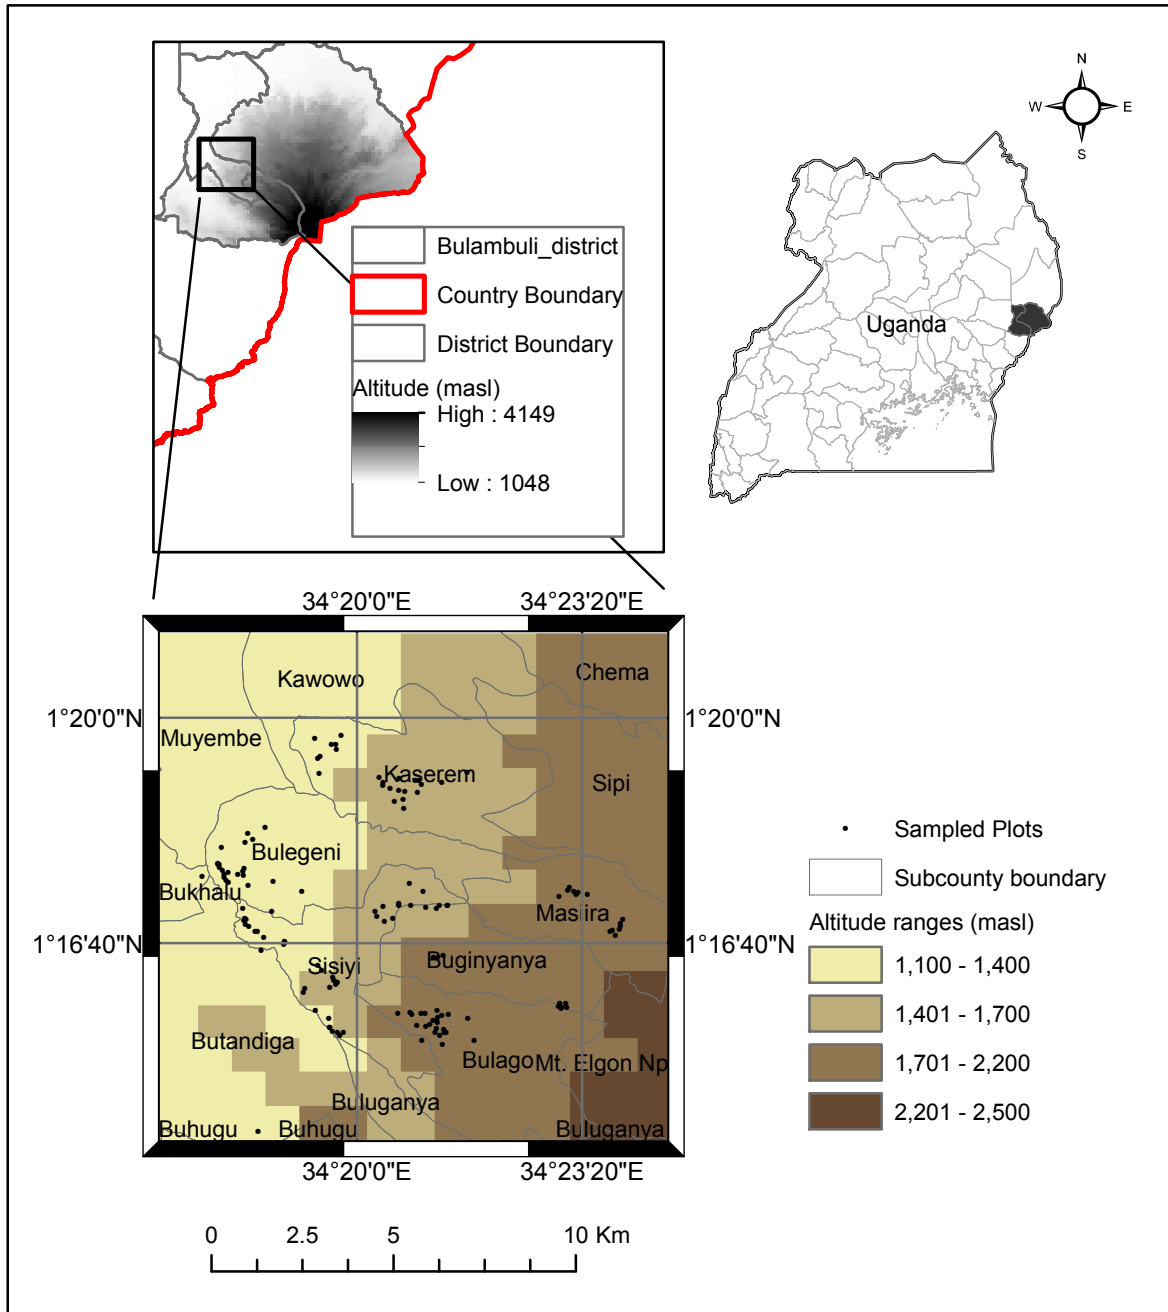 N
W E
S
Bulambuli_district
Country Boundary
District Boundary
Altitude (masl)
High : 4149
Low : 1048
Uganda
34°20'0"E 34°23'20"E
Kawowo
Chema
1°20'0"N 1°20'0"N
Muyembe
Kaserem
Sipi
Bulegeni
Bukhalu
Masiira
1°16'40"N 1°16'40"N
Sisiyi
Buginyanya
Butandiga
Bulago
Mt. Elgon Np
Buluganya
Buhugu Buhugu Buluganya
34°20'0"E 34°23'20"E
Sampled Plots
Subcounty boundary
Altitude ranges (masl)
1,100 - 1,400
1,401 - 1,700
1,701 - 2,200
2,201 - 2,500
0 2.5 5 10 Km